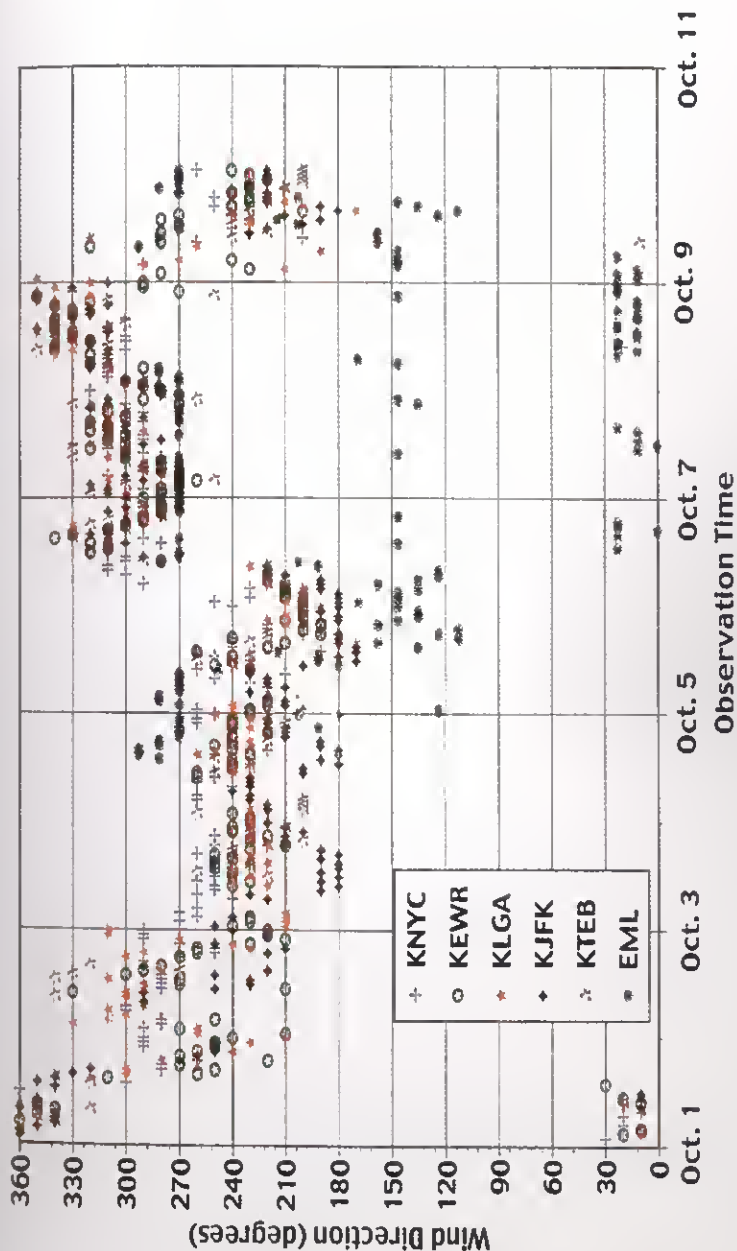 Wind Direction (degrees)
360
330
300
270
240
210
180
150
120
90
60
30
0
KNYC
KEWR
KLGA
KJFK
KTEB
EML
Oct. 1
Oct. 3
Oct. 5
Oct. 7
Oct. 9
Oct. 11
Observation Time